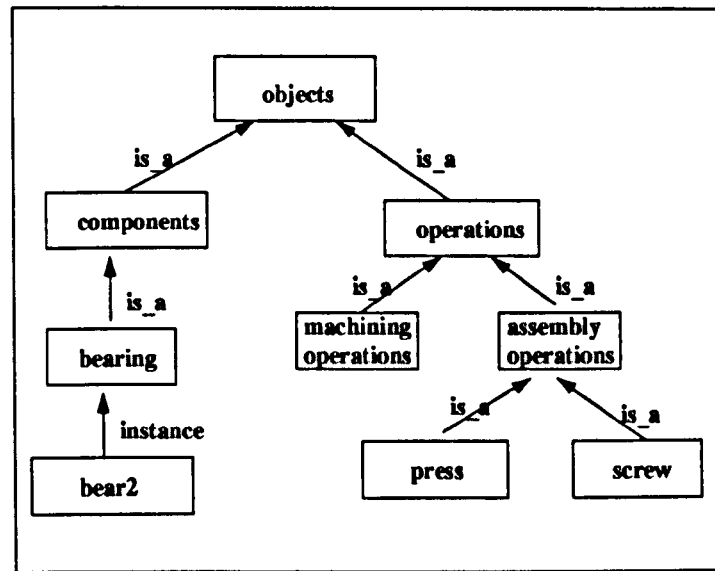 objects
is_a
is_a
components
operations
is_a
is_a
is_a
machining
operations
assembly
operations
bearing
instance
is_a
is_a
bear2
press
screw